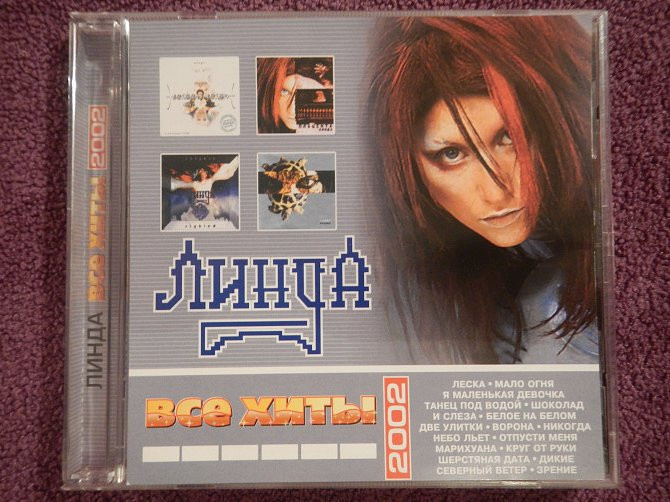 ЛИНДА ВСЕ ХИТЫ 2002
ЛИНДА
ВСЕ ХИТЫ
2002
ЛЕСКА • МАЛО ОГНЯ
Я МАЛЕНЬКАЯ ДЕВОЧКА
ТАНЕЦ ПОД ВОДОЙ • ШОКОЛАД
И СЛЕЗА • БЕЛОЕ НА БЕЛОМ
ДВЕ УЛИТКИ • ВОРОНА • НИКОГДА
НЕБО ЛЬЕТ • ОТПУСТИ МЕНЯ
МАРИХУАНА • КРУГ ОТ РУКИ
ШЕРСТЯНАЯ ДАТА • ДИКИЕ
СЕВЕРНЫЙ ВЕТЕР • ЗРЕНИЕ